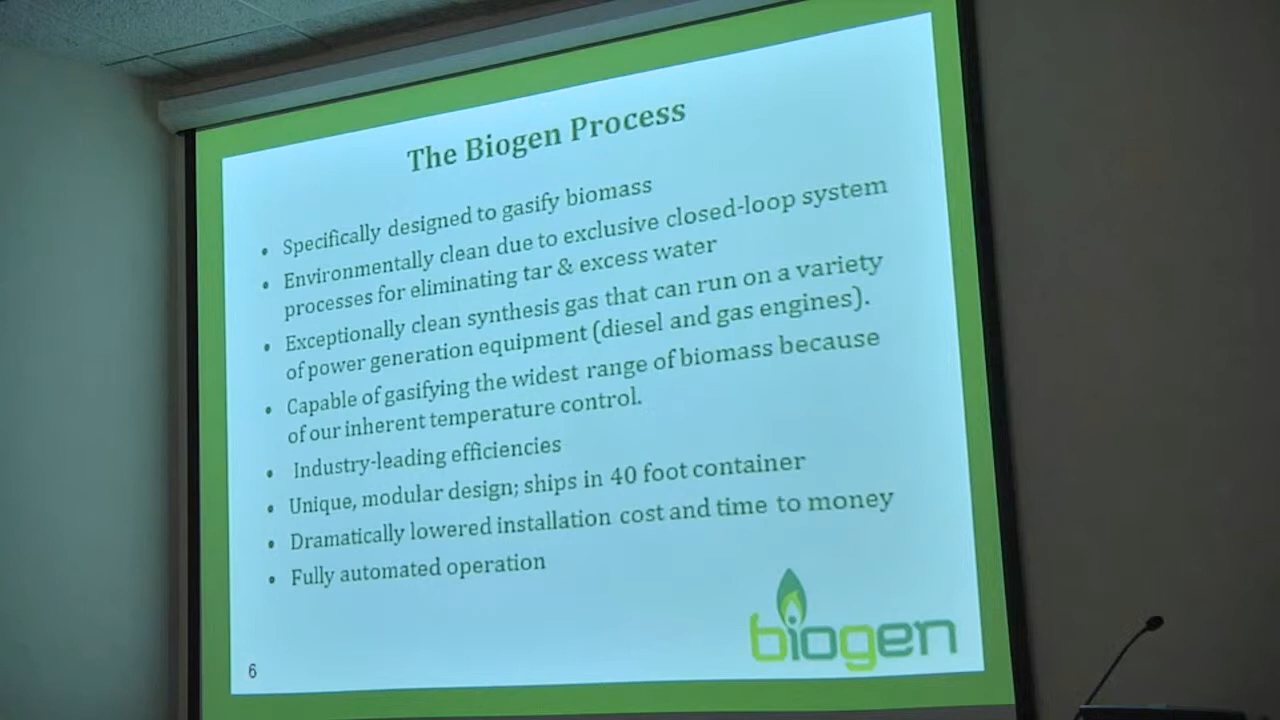 The Biogen Process
• Specifically designed to gasify biomass
• Environmentally clean due to exclusive closed-loop system
processes for eliminating tar & excess water
• Exceptionally clean synthesis gas that can run on a variety
of power generation equipment (diesel and gas engines).
• Capable of gasifying the widest range of biomass because
of our inherent temperature control.
• Industry-leading efficiencies
• Unique, modular design; ships in 40 foot container
• Dramatically lowered installation cost and time to money
• Fully automated operation
biogen
6